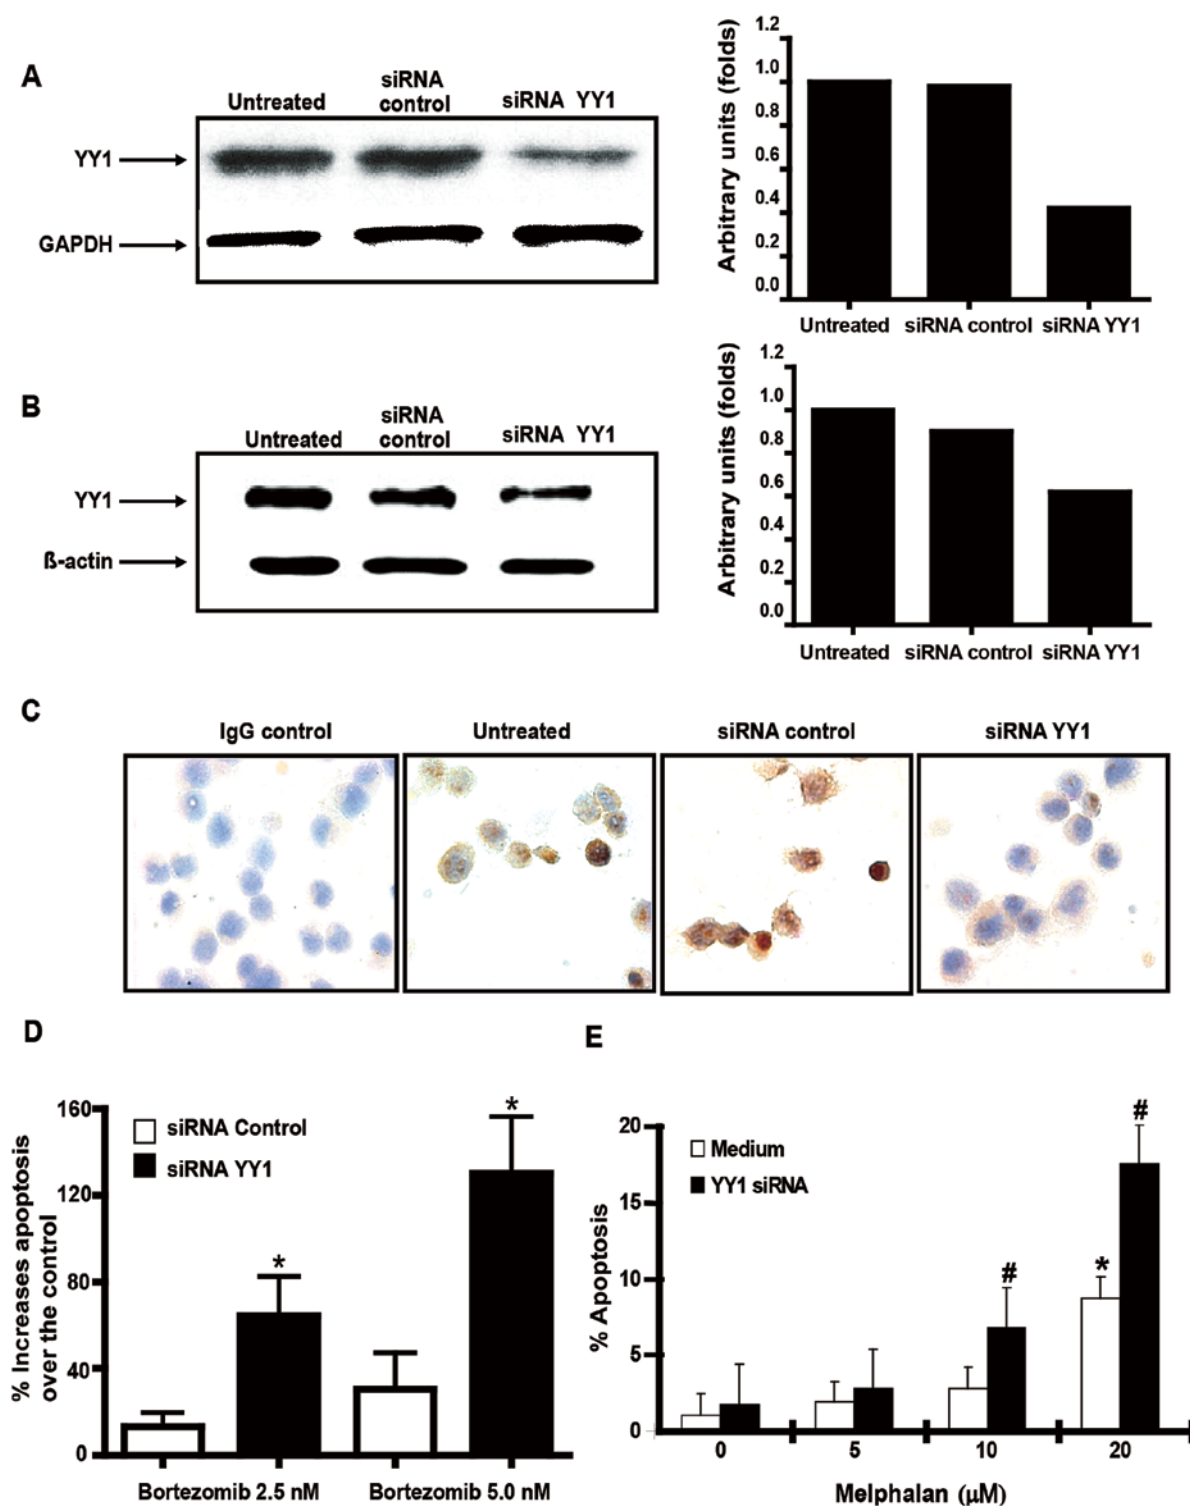 A
Untreated
siRNA
control
siRNA YY1
YY1
GAPDH
Arbitrary units (folds)
1.2
1.0
0.8
0.6
0.4
0.2
0.0
Untreated
siRNA control
siRNA YY1
B
Untreated
siRNA
control
siRNA YY1
YY1
ß-actin
Arbitrary units (folds)
1.2
1.0
0.8
0.6
0.4
0.2
0.0
Untreated
siRNA control
siRNA YY1
C
IgG control
Untreated
siRNA control
siRNA YY1
D
% Increases apoptosis
over the control
160
120
80
40
0
siRNA Control
siRNA YY1
*
*
Bortezomib 2.5 nM
Bortezomib 5.0 nM
E
% Apoptosis
20
15
10
5
0
Medium
YY1 siRNA
#
*
#
0
5
10
20
Melphalan (µM)